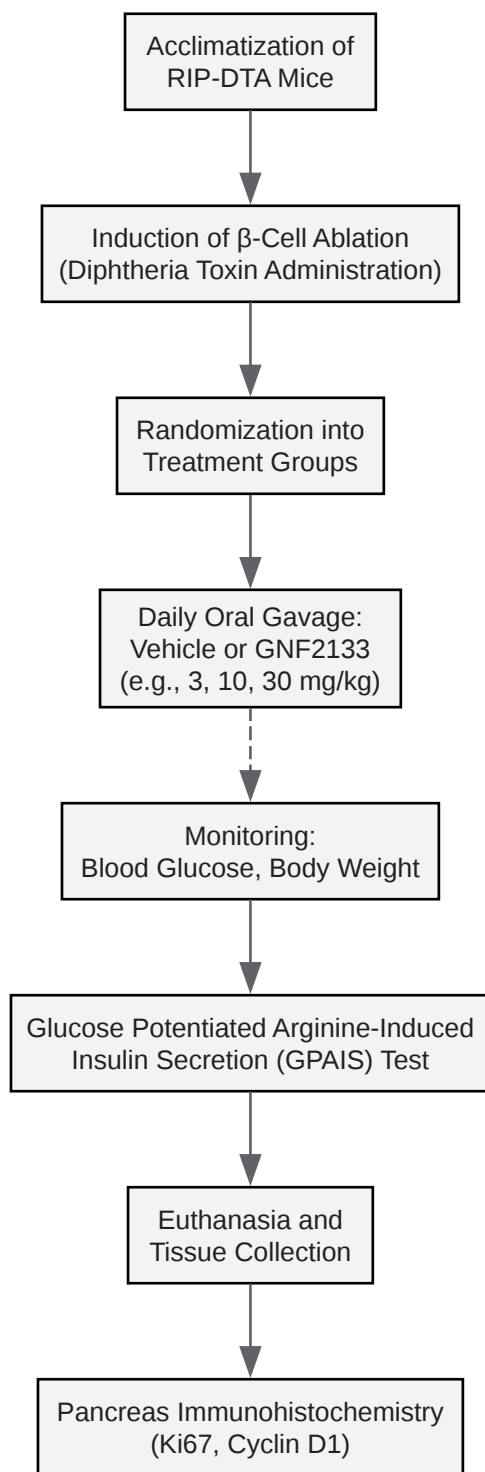 Acclimatization of
RIP-DTA Mice
Induction of β-Cell Ablation
(Diphtheria Toxin Administration)
Randomization into
Treatment Groups
Daily Oral Gavage:
Vehicle or GNF2133
(e.g., 3, 10, 30 mg/kg)
Monitoring:
Blood Glucose, Body Weight
Glucose Potentiated Arginine-Induced
Insulin Secretion (GPAIS) Test
Euthanasia and
Tissue Collection
Pancreas Immunohistochemistry
(Ki67, Cyclin D1)